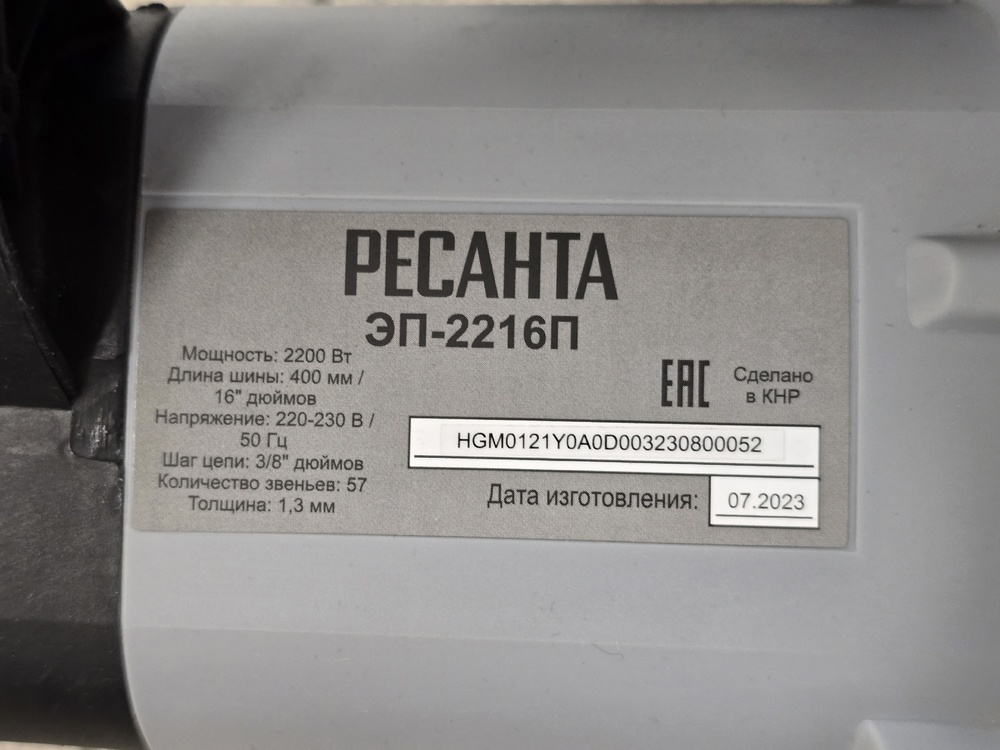 РЕСАНТА
ЭП-2216П
Мощность: 2200 Вт
Длина шины: 400 мм /
16" дюймов
Напряжение: 220-230 В /
50 Гц
Шаг цепи: 3/8" дюймов
Количество звеньев: 57
Толщина: 1,3 мм
ЕАС
Сделано
в КНР
HGM0121Y0A0D003230800052
Дата изготовления: 07.2023